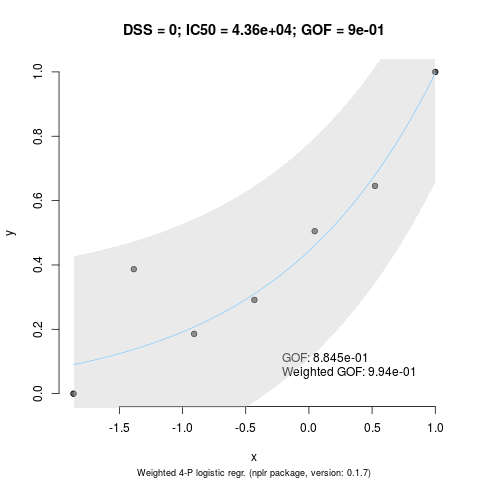 DSS = 0; IC50 = 4.36e+04; GOF = 9e-01
1.0
0.8
0.6
0.4
0.2
0.0
y
GOF: 8.845e-01
Weighted GOF: 9.94e-01
-1.5 -1.0 -0.5 0.0 0.5 1.0
x
Weighted 4-P logistic regr. (nplr package, version: 0.1.7)